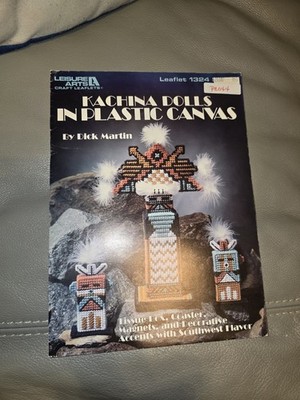 LEISURE
ARTS
CRAFT LEAFLETS
Leaflet 1324
KACHINA DOLLS
IN PLASTIC CANVAS
By Dick Martin
Tissue Box, Coaster,
Magnets, and Decorative
Accents with Southwest Flavor